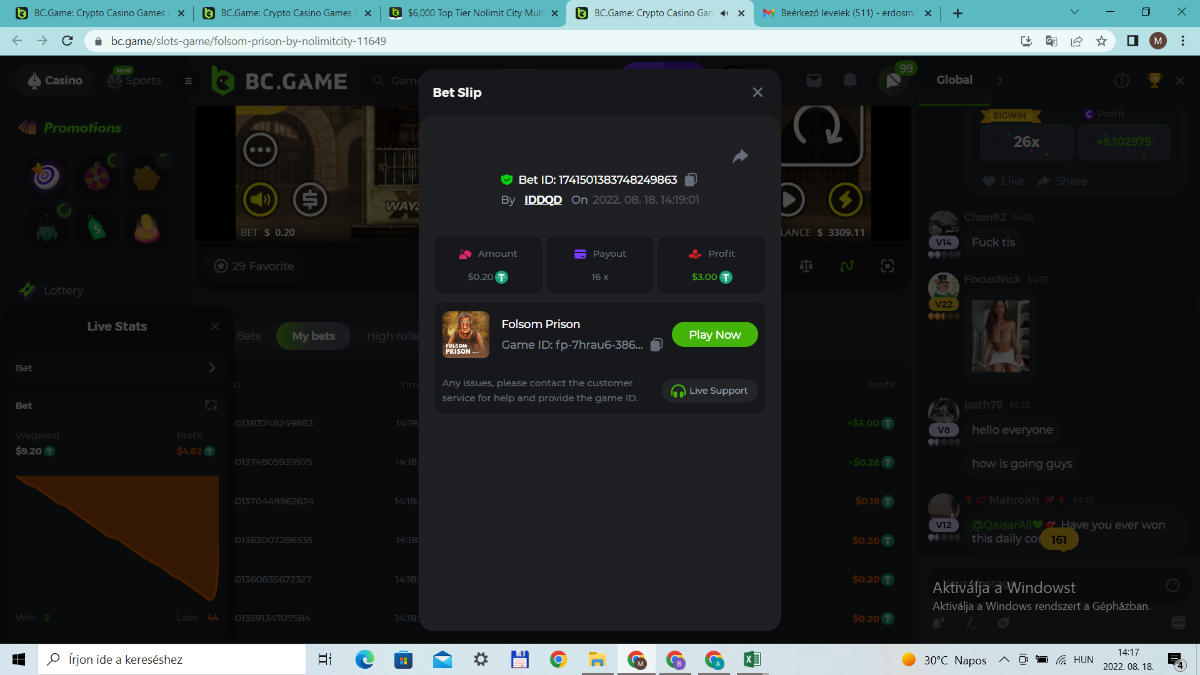 BC.Game: Crypto Casino Games
BC.Game: Crypto Casino Games
$6,000 Top Tier Nolimit City Mult
BC.Game: Crypto Casino Gam
Beérkező levelek (511) - erdosm.
bc.game/slots-game/folsom-prison-by-nolimitcity-11649
M
Casino
NEW
Sports
BC.GAME
Game
99
Global
Bet Slip
Promotions
BIGWIN
Profit
26x
+8.102975
Like
Share
Bet ID: 1741501383748249863
By IDDQD On 2022. 08. 18. 14:19:01
WAYS
BET $ 0.20
LANCE $ 3309.11
Chan92 14:15
V14
Fuck tis
Amount
Payout
Profit
$0.20
16 x
$3.00
29 Favorite
FocusNick 14:15
V22
Lottery
Live Stats
Bets
My bets
High rolle
FOLSOM
PRISON
Folsom Prison
Game ID: fp-7hrau6-386...
Play Now
Bet
D
Tim
Profit
Any issues, please contact the customer
service for help and provide the game ID.
Live Support
Bet
path78 14:15
V8
hello everyone
01383748249863
14:19:
+$3.00
Wagered
Profit
$9.20
$4.62
01374805939975
14:18:
+$0.28
how is going guys
01370449962624
14:18:
$0.18
Mahrokh
14:15
V12
@QaisarAli
Have you ever won
this daily co
161
01363007286535
14:18:
$0.20
01360835672327
14:18:
$0.20
Win 2
Lose 44
01359134707584
14:18:
$0.20
Aktiválja a Windowst
Aktiválja a Windows rendszert a Gépházban.
Írjon ide a kereséshez
M
B
A
30°C Napos
HUN
14:17
2022. 08. 18.
4